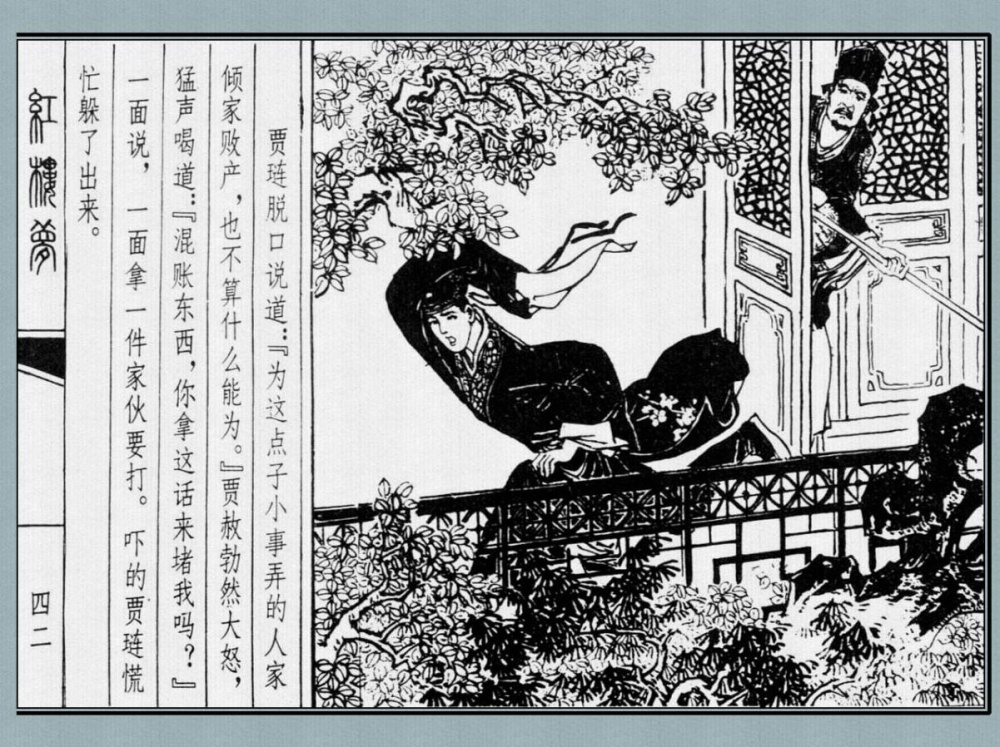 贾琏脱口说道：『为这点子小事弄的人家
倾家败产，也不算什么能为。』贾赦勃然大怒，
猛声喝道：『混账东西，你拿这话来堵我吗？』
一面说，一面拿一件家伙要打。吓的贾琏慌
忙躲了出来。
紅樓夢
四二